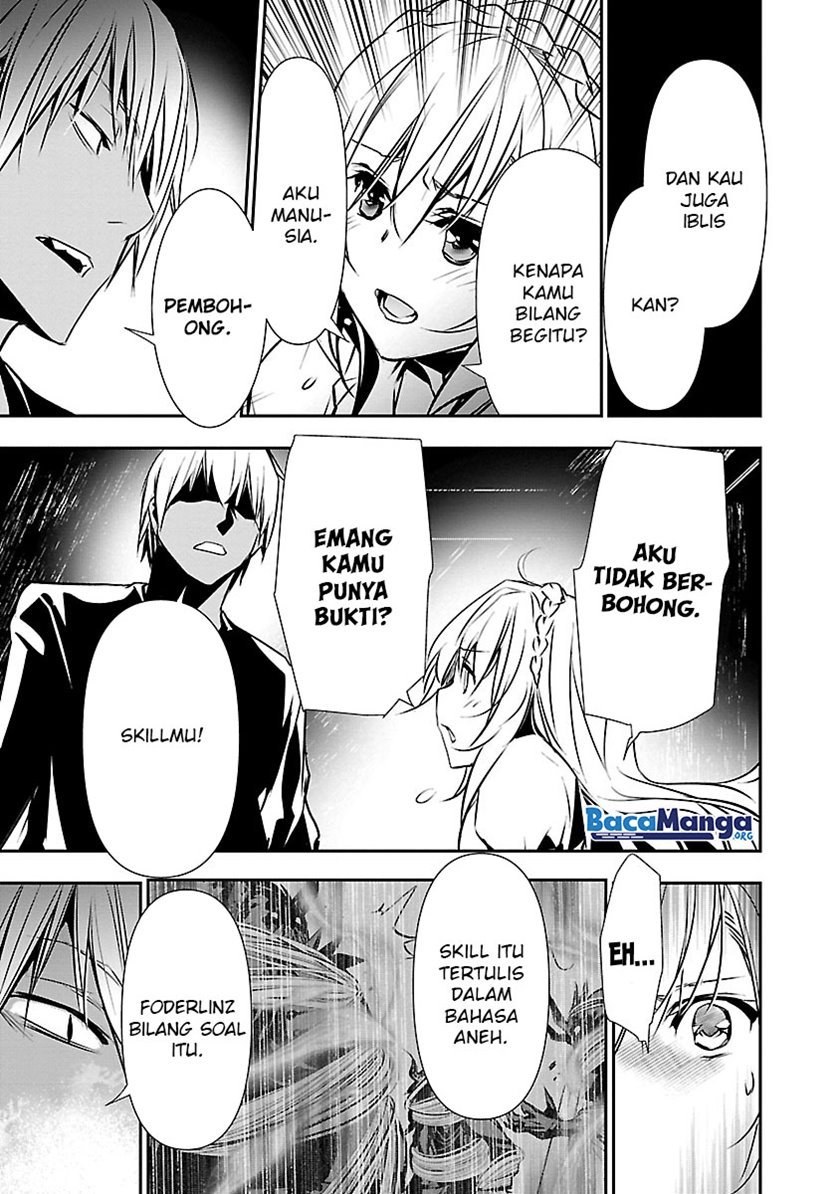 DAN KAU
JUGA
IBLIS
KAN?
KENAPA
KAMU
BILANG
BEGITU?
AKU
MANU-
SIA.
PEMBOH-
ONG.
AKU
TIDAK BER-
BOHONG.
EMANG
KAMU
PUNYA
BUKTI?
SKILLMU!
BacaManga
.ORG
EH...
SKILL ITU
TERTULIS
DALAM
BAHASA
ANEH.
FODERLINZ
BILANG SOAL
ITU.